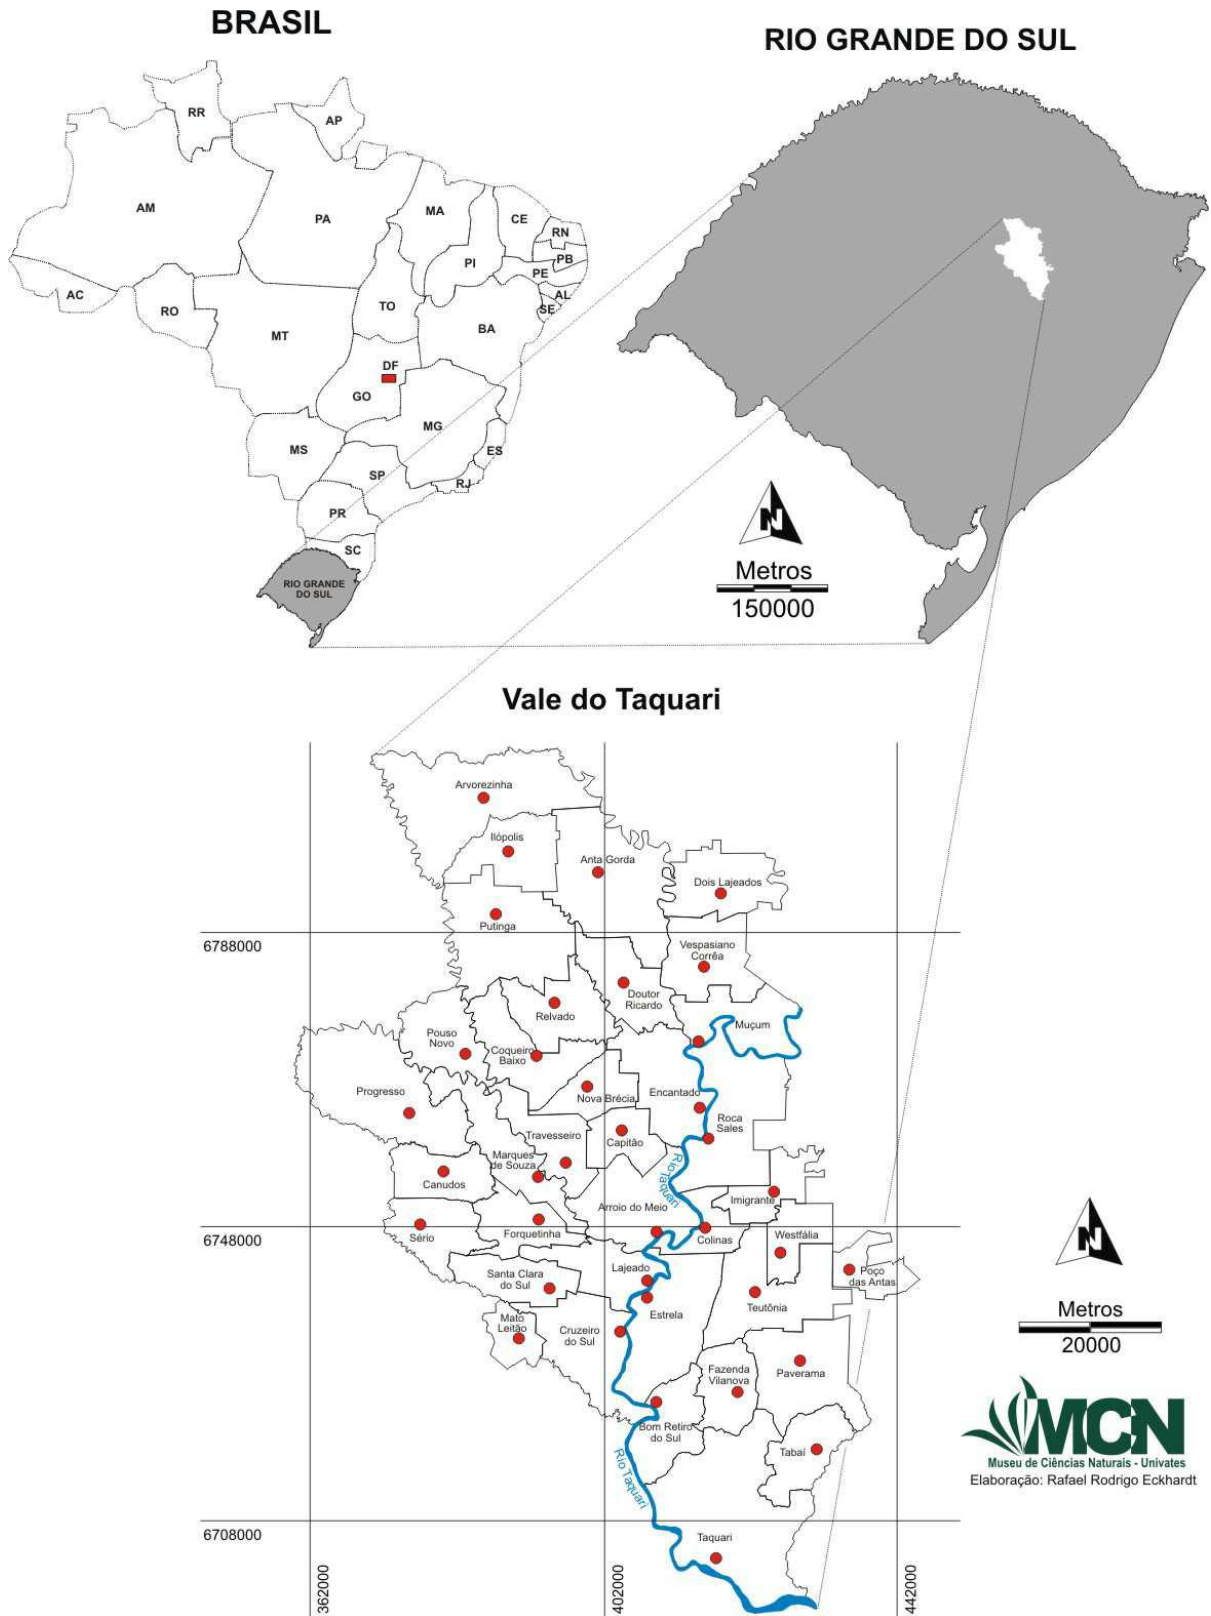 BRASIL
RIO GRANDE DO SUL
RR
AP
AM
PA
MA
CE
RN
PB
PI
PE
AL
SE
AC
RO
TO
BA
MT
DF
GO
MG
ES
MS
SP
RJ
PR
SC
RIO GRANDE
DO SUL
N
Metros
150000
Vale do Taquari
Arvorezinha
Ilópolis
Anta Gorda
Dois Lajeados
Putinga
6788000
Vespasiano
Corrêa
Doutor
Ricardo
Relvado
Muçum
Pouso
Novo
Coqueiro
Baixo
Progresso
Nova Brécia
Encantado
Roca
Sales
Travesseiro
Capitão
Marques
de Souza
Canudos
Rio Taquari
Imigrante
Arroio do Meio
6748000
Sério
Forquetinha
Colinas
Westfália
Santa Clara
do Sul
Lajeado
Poço
das Antas
Estrela
Teutônia
Mato
Leitão
Cruzeiro
do Sul
N
Metros
20000
Fazenda
Vilanova
Paverama
Bom Retiro
do Sul
Tabaí
Rio Taquari
MCN
Museu de Ciências Naturais - Univates
Elaboração: Rafael Rodrigo Eckhardt
6708000
Taquari
362000
402000
442000